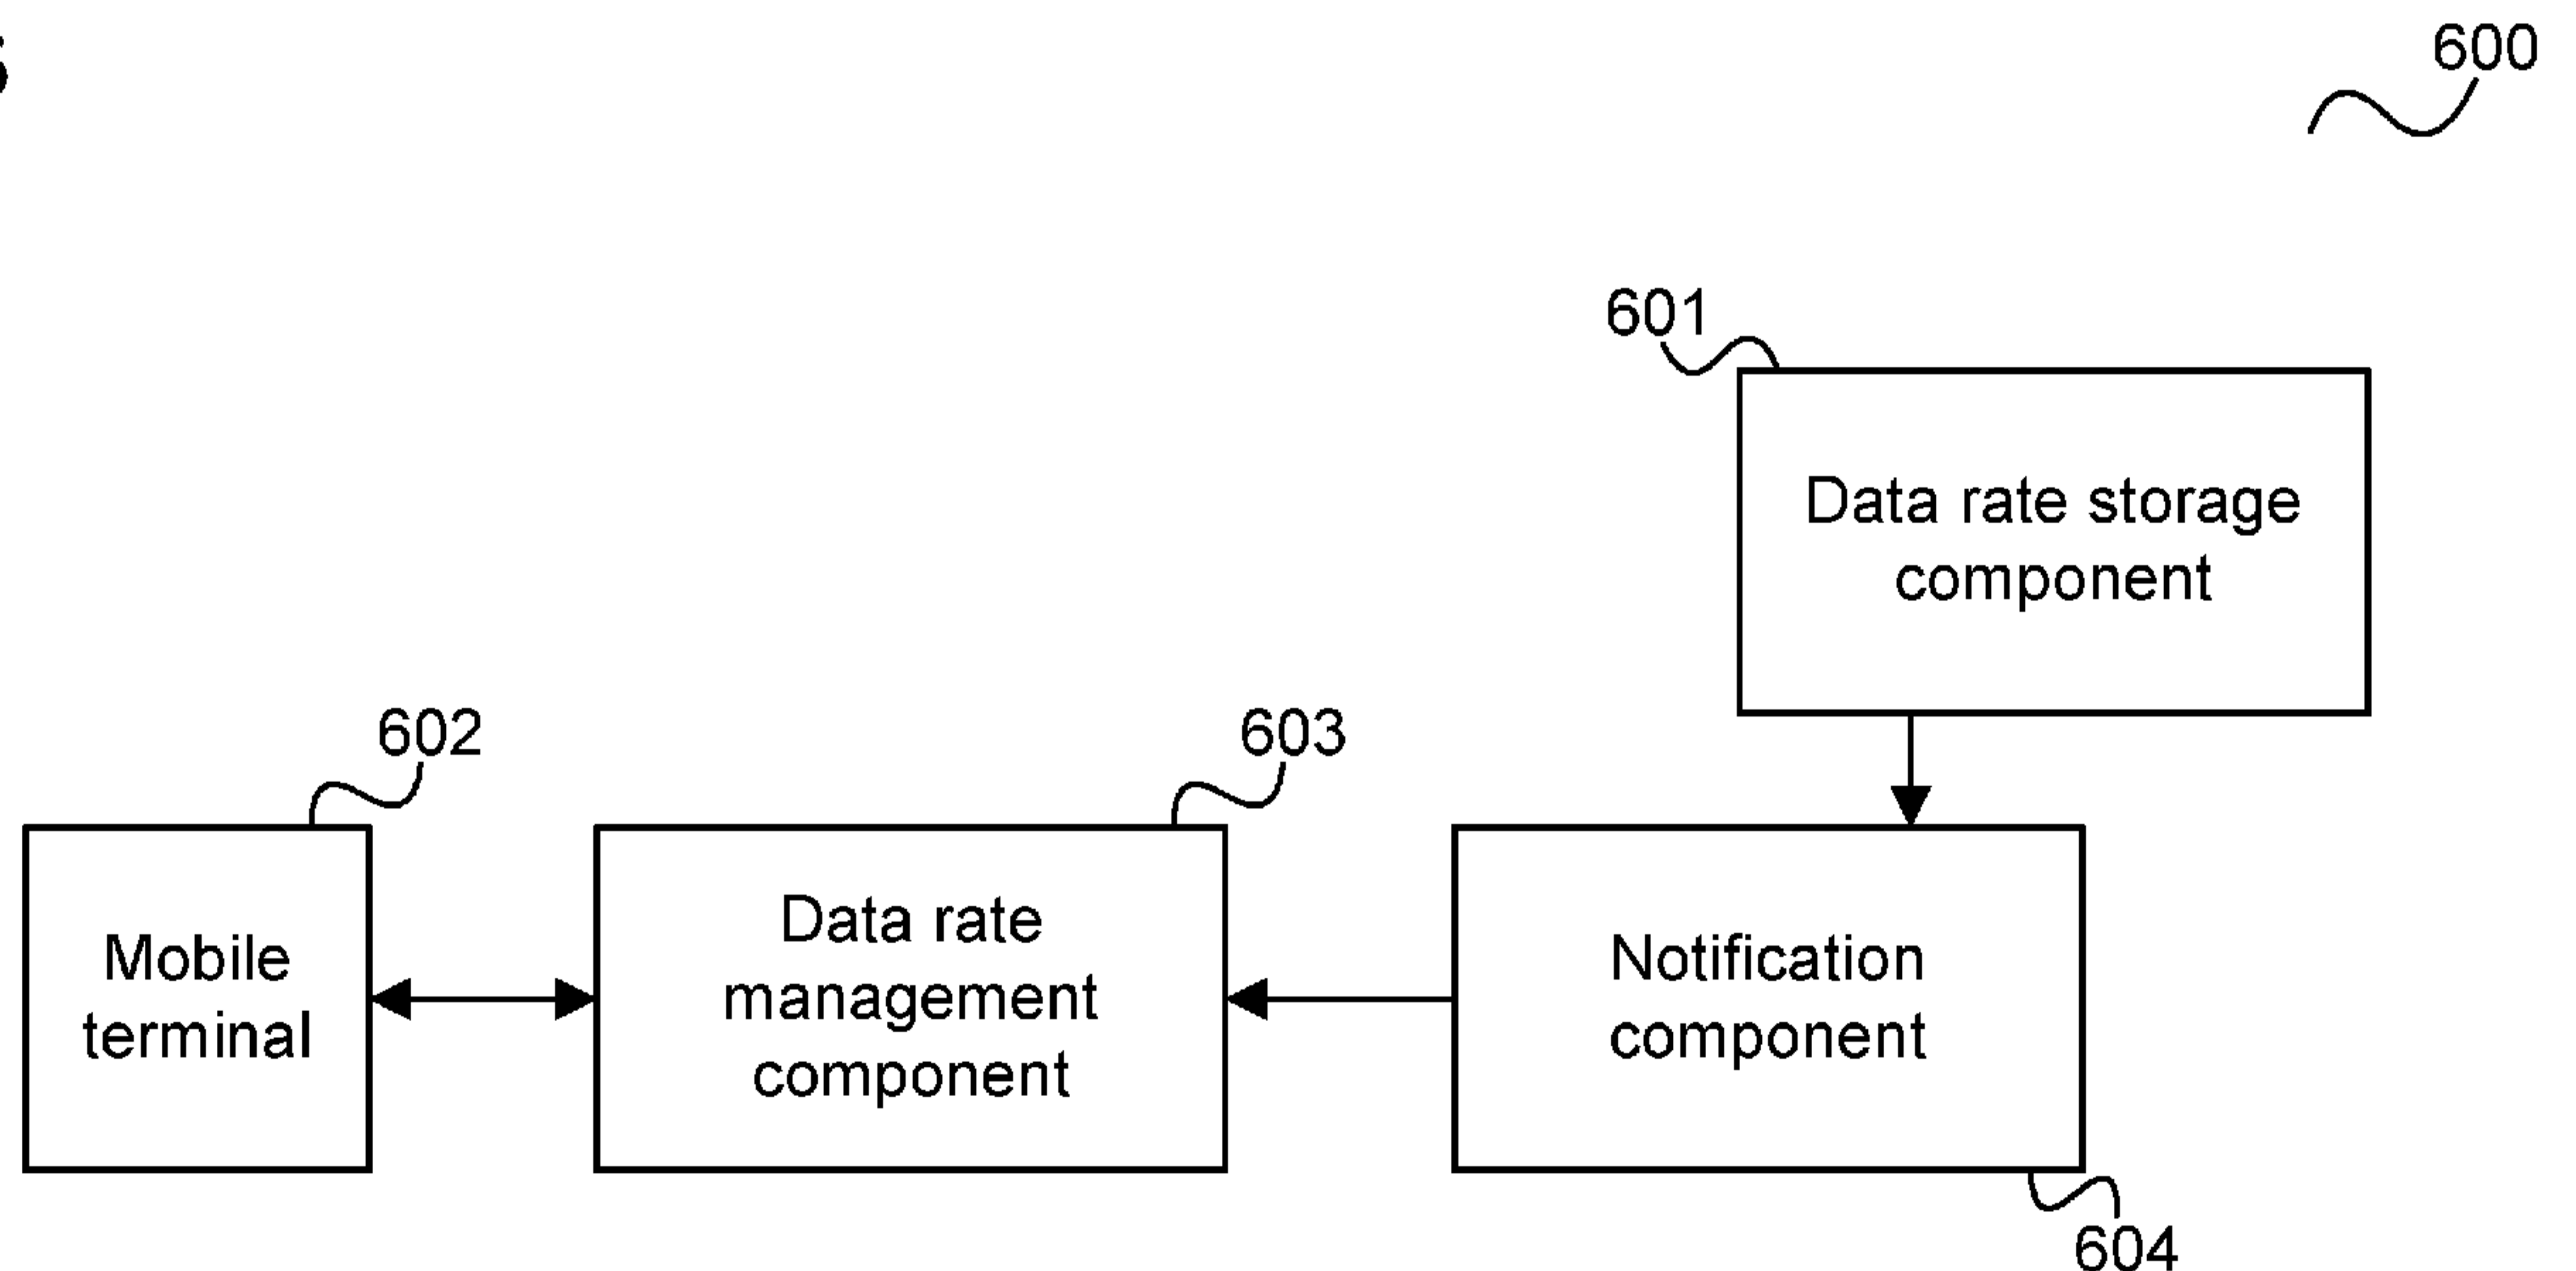 600
601
Data rate storage
component
602
603
Mobile
terminal
Data rate
management
component
Notification
component
604